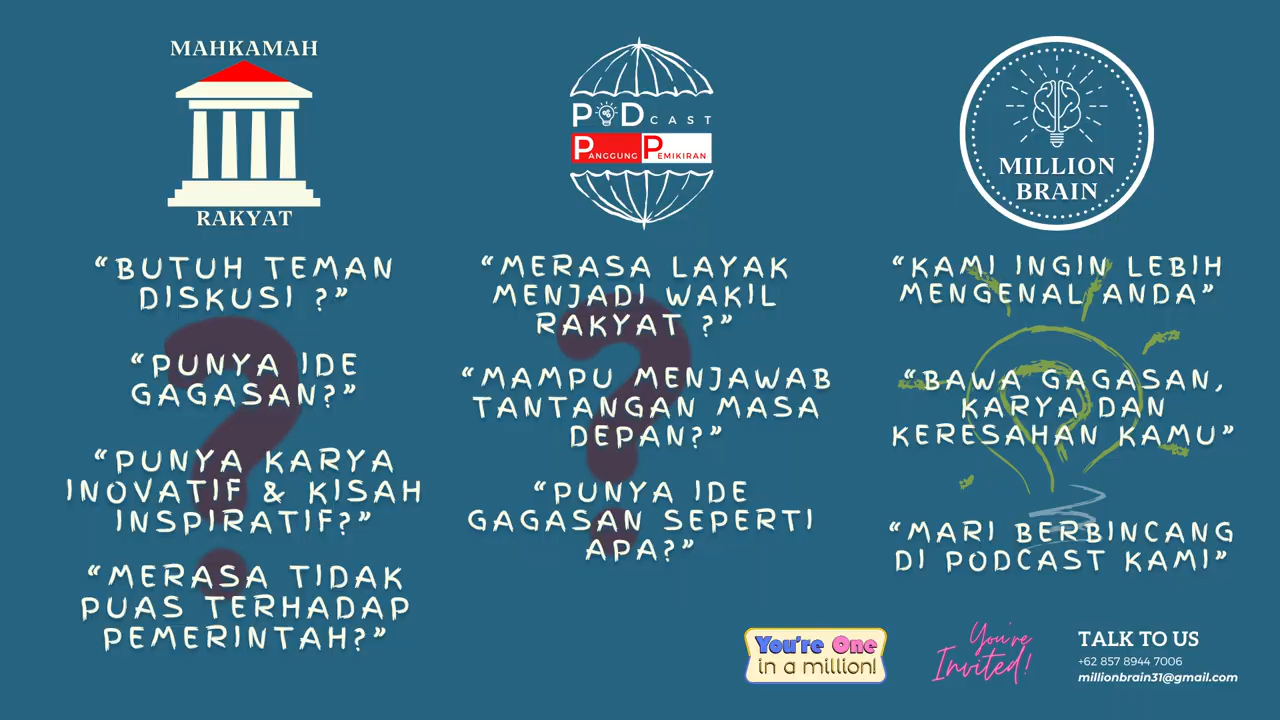 MAHKAMAH
RAKYAT
“BUTUH TEMAN
DISKUSI ?”
“PUNYA IDE
GAGASAN?”
“PUNYA KARYA
INOVATIF & KISAH
INSPIRATIF?”
“MERASA TIDAK
PUAS TERHADAP
PEMERINTAH?”
PODCAST
PANGGUNG PEMIKIRAN
“MERASA LAYAK
MENJADI WAKIL
RAKYAT ?”
“MAMPU MENJAWAB
TANTANGAN MASA
DEPAN?”
“PUNYA IDE
GAGASAN SEPERTI
APA?”
MILLION
BRAIN
“KAMI INGIN LEBIH
MENGENAL ANDA”
“BAWA GAGASAN,
KARYA DAN
KERESAHAN KAMU”
“MARI BERBINCANG
DI PODCAST KAMI”
You're One
in a million!
You're
Invited!
TALK TO US
+62 857 8944 7006
millionbrain31@gmail.com